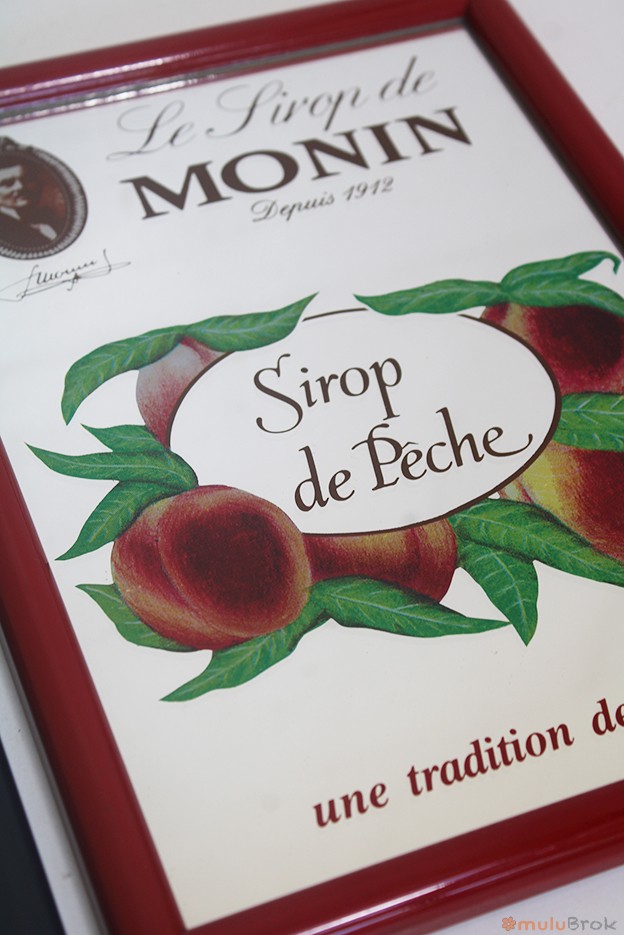 Le Sirop de
MONIN
Depuis 1912
Sirop
de Pêche
une tradition de
muluBrok